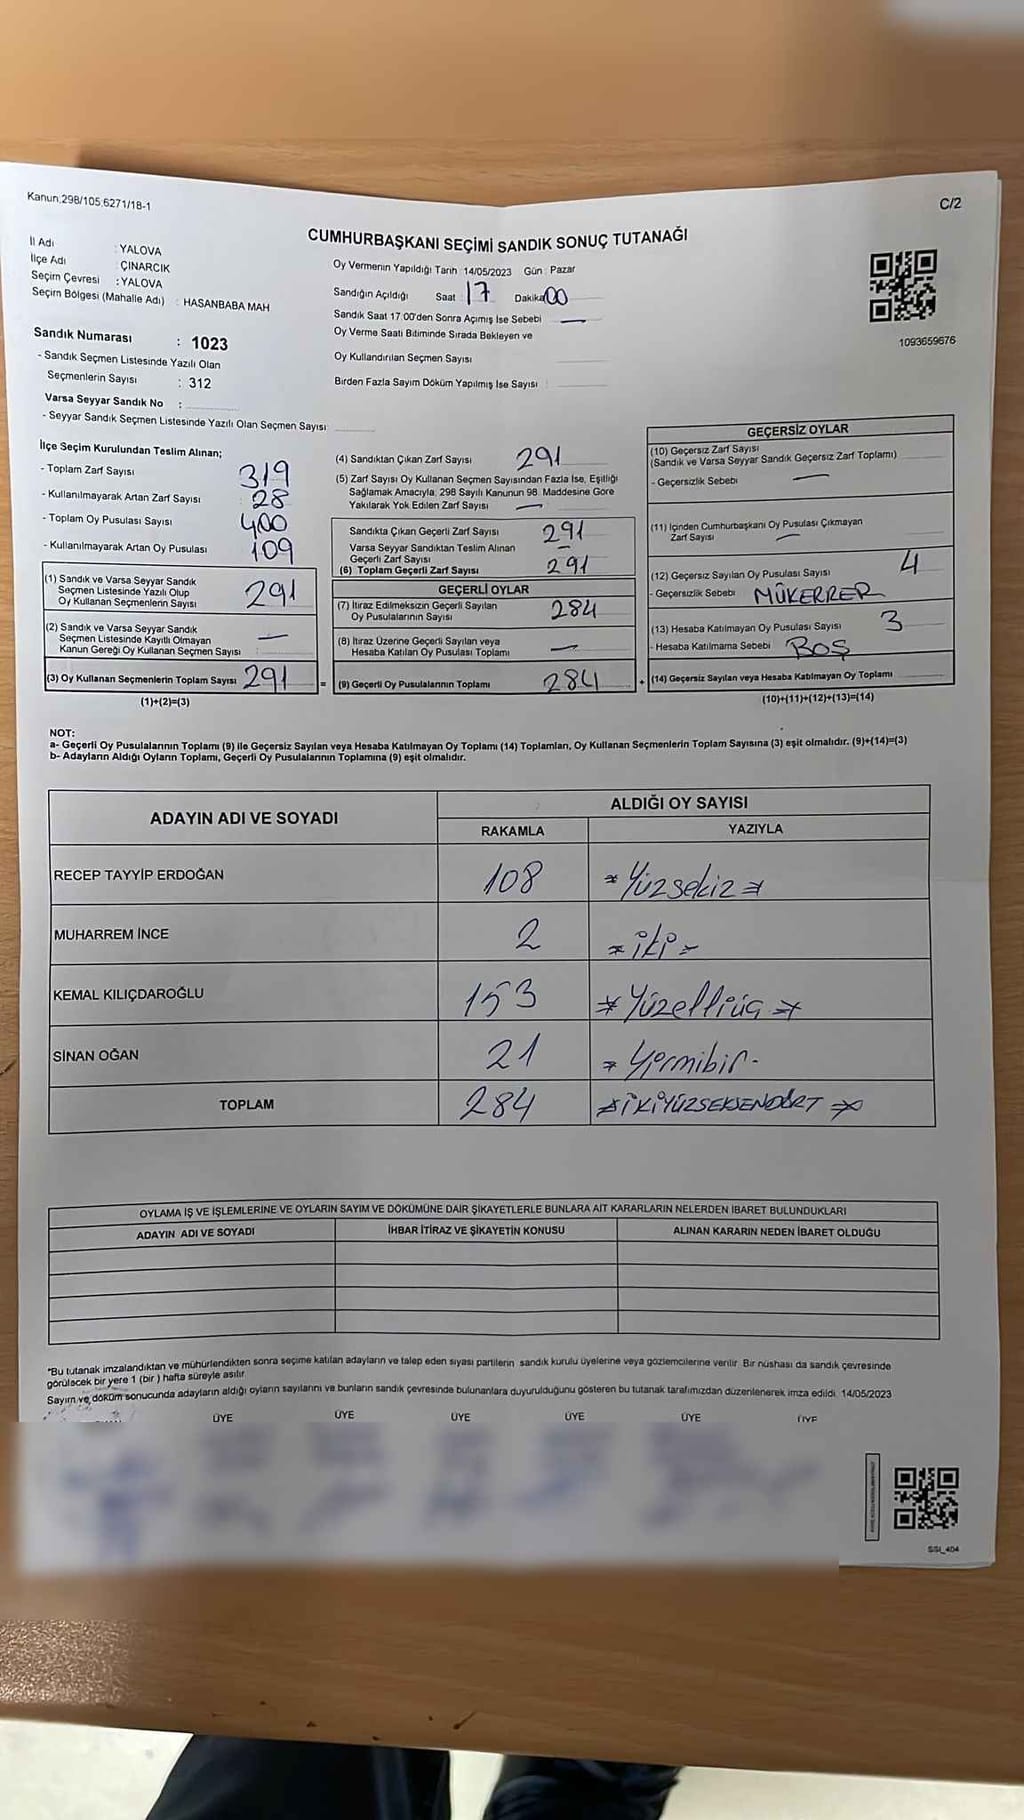 Kanun.298/105.6271/18-1
C/2
CUMHURBAŞKANI SEÇİMİ SANDIK SONUÇ TUTANAĞI
İl Adı : YALOVA
İlçe Adı : ÇINARCIK
Seçim Çevresi : YALOVA
Seçim Bölgesi (Mahalle Adı) : HASANBABA MAH
Sandık Numarası : 1023
- Sandık Seçmen Listesinde Yazılı Olan
Seçmenlerin Sayısı : 312
Varsa Seyyar Sandık No :
- Seyyar Sandık Seçmen Listesinde Yazılı Olan Seçmen Sayısı
Oy Vermenin Yapıldığı Tarih 14/05/2023 Gün : Pazar
Sandığın Açıldığı Saat 17 Dakika 00
Sandık Saat 17:00'den Sonra Açılmış İse Sebebi —
Oy Verme Saati Bitiminde Sırada Bekleyen ve
Oy Kullandırılan Seçmen Sayısı
Birden Fazla Sayım Döküm Yapılmış İse Sayısı :
1093659676
İlçe Seçim Kurulundan Teslim Alınan;
- Toplam Zarf Sayısı 319
- Kullanılmayarak Artan Zarf Sayısı 28
- Toplam Oy Pusulası Sayısı 400
- Kullanılmayarak Artan Oy Pusulası 109
(1) Sandık ve Varsa Seyyar Sandık
Seçmen Listesinde Yazılı Olup
Oy Kullanan Seçmenlerin Sayısı 291
(2) Sandık ve Varsa Seyyar Sandık
Seçmen Listesinde Kayıtlı Olmayan
Kanun Gereği Oy Kullanan Seçmen Sayısı : —
(3) Oy Kullanan Seçmenlerin Toplam Sayısı 291 =
(1)+(2)=(3)
(4) Sandıktan Çıkan Zarf Sayısı 291
(5) Zarf Sayısı Oy Kullanan Seçmen Sayısından Fazla İse, Eşitliği
Sağlamak Amacıyla, 298 Sayılı Kanunun 98. Maddesine Göre
Yakılarak Yok Edilen Zarf Sayısı —
Sandıkta Çıkan Geçerli Zarf Sayısı 291
Varsa Seyyar Sandıktan Teslim Alınan
Geçerli Zarf Sayısı —
(6) Toplam Geçerli Zarf Sayısı 291
GEÇERLİ OYLAR
(7) İtiraz Edilmeksizin Geçerli Sayılan
Oy Pusulalarının Sayısı 284
(8) İtiraz Üzerine Geçerli Sayılan veya
Hesaba Katılan Oy Pusulası Toplamı —
(9) Geçerli Oy Pusulalarının Toplamı 284 +
GEÇERSİZ OYLAR
(10) Geçersiz Zarf Sayısı
(Sandık ve Varsa Seyyar Sandık Geçersiz Zarf Toplamı)
- Geçersizlik Sebebi —
(11) İçinden Cumhurbaşkanı Oy Pusulası Çıkmayan
Zarf Sayısı —
(12) Geçersiz Sayılan Oy Pusulası Sayısı 4
- Geçersizlik Sebebi MÜKERRER
(13) Hesaba Katılmayan Oy Pusulası Sayısı 3
- Hesaba Katılmama Sebebi BOŞ
(14) Geçersiz Sayılan veya Hesaba Katılmayan Oy Toplamı
(10)+(11)+(12)+(13)=(14)
NOT:
a- Geçerli Oy Pusulalarının Toplamı (9) ile Geçersiz Sayılan veya Hesaba Katılmayan Oy Toplamı (14) Toplamları, Oy Kullanan Seçmenlerin Toplam Sayısına (3) eşit olmalıdır. (9)+(14)=(3)
b- Adayların Aldığı Oyların Toplamı, Geçerli Oy Pusulalarının Toplamına (9) eşit olmalıdır.
ADAYIN ADI VE SOYADI
ALDIĞI OY SAYISI
RAKAMLA YAZIYLA
RECEP TAYYİP ERDOĞAN 108 *Yüzsekiz*
MUHARREM İNCE 2 *iki-
KEMAL KILIÇDAROĞLU 153 *Yüzelliüç*
SİNAN OĞAN 21 *Yirmibir-
TOPLAM 284 *İKİYÜZSEKSENDÖRT*
OYLAMA İŞ VE İŞLEMLERİNE VE OYLARIN SAYIM VE DÖKÜMÜNE DAİR ŞİKAYETLERLE BUNLARA AİT KARARLARIN NELERDEN İBARET BULUNDUKLARI
ADAYIN ADI VE SOYADI İHBAR İTİRAZ VE ŞİKAYETİN KONUSU ALINAN KARARIN NEDEN İBARET OLDUĞU
*Bu tutanak imzalandıktan ve mühürlendikten sonra seçime katılan adayların ve talep eden siyasi partilerin sandık kurulu üyelerine veya gözlemcilerine verilir. Bir nüshası da sandık çevresinde
görülecek bir yere 1 (bir) hafta süreyle asılır.
Sayım ve döküm sonucunda adayların aldığı oyların sayılarını ve bunların sandık çevresinde bulunanlara duyurulduğunu gösteren bu tutanak tarafımızdan düzenlenerek imza edildi. 14/05/2023
ÜYE ÜYE ÜYE ÜYE ÜYE ÜYE
SSI_404